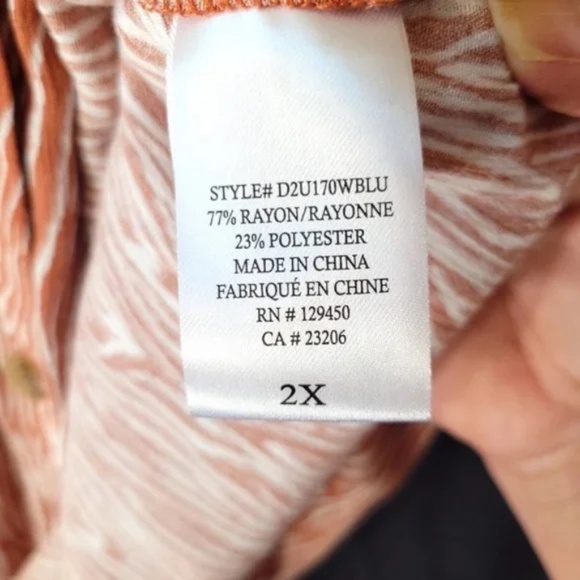 STYLE# D2U170WBLU
77% RAYON/RAYONNE
23% POLYESTER
MADE IN CHINA
FABRIQUÉ EN CHINE
RN # 129450
CA # 23206
2X